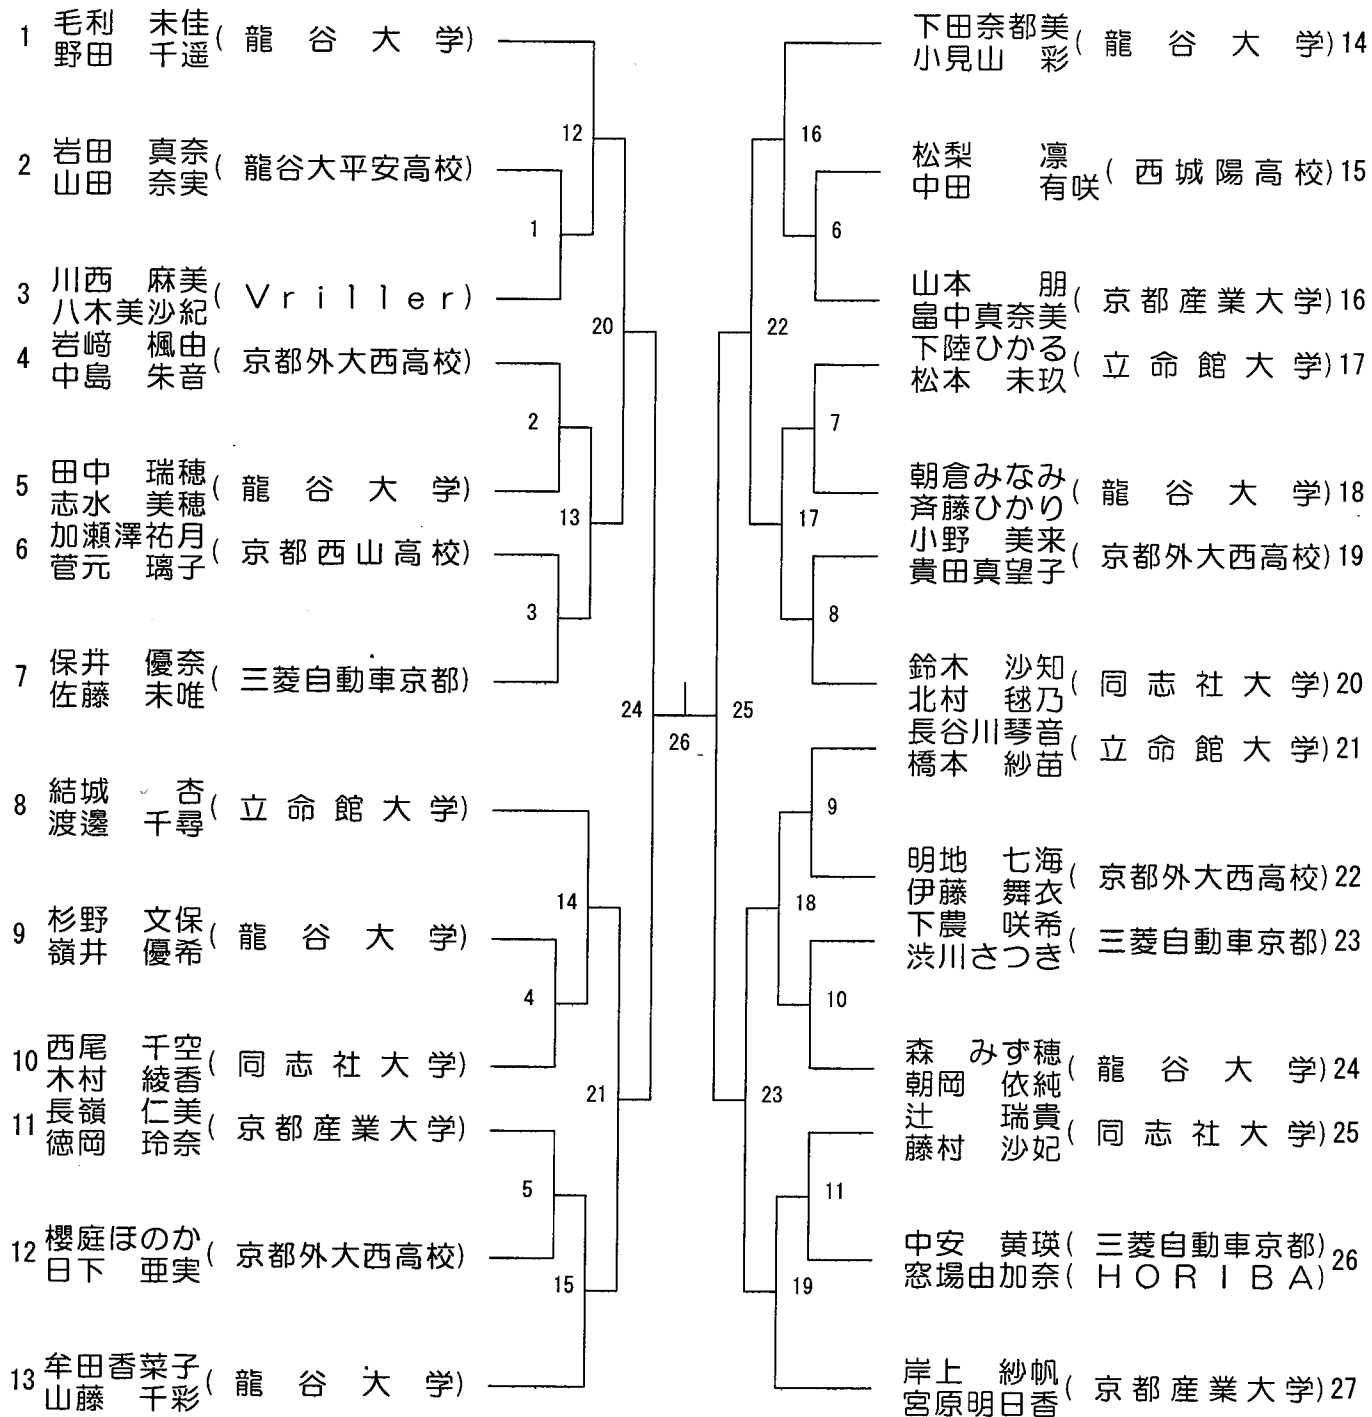 1 毛利 未佳 ( 龍谷大学)
野田 千遥
12
2 岩田 真奈 ( 龍谷大平安高校)
山田 奈実
1
3 川西 麻美 ( Vriller)
八木美沙紀
20
4 岩﨑 楓由 ( 京都外大西高校)
中島 朱音
2
5 田中 瑞穂 ( 龍谷大学)
志水 美穂
13
6 加瀬澤祐月 ( 京都西山高校)
菅元 璃子
3
7 保井 優奈 ( 三菱自動車京都)
佐藤 未唯
24
8 結城 杏 ( 立命館大学)
渡邊 千尋
14
9 杉野 文保 ( 龍谷大学)
嶺井 優希
4
10 西尾 千空 ( 同志社大学)
木村 綾香
21
11 長嶺 仁美 ( 京都産業大学)
徳岡 玲奈
5
12 櫻庭ほのか ( 京都外大西高校)
日下 亜実
15
13 牟田香菜子 ( 龍谷大学)
山藤 千彩
26
下田奈都美 ( 龍谷大学) 14
小見山 彩
16
松梨 凛 ( 西城陽高校) 15
中田 有咲
6
山本 朋 ( 京都産業大学) 16
畠中真奈美
22
下陸ひかる ( 立命館大学) 17
松本 未玖
7
朝倉みなみ ( 龍谷大学) 18
斉藤ひかり
17
小野 美来 ( 京都外大西高校) 19
貴田真望子
8
鈴木 沙知 ( 同志社大学) 20
北村 毬乃
25
長谷川琴音 ( 立命館大学) 21
橋本 紗苗
9
明地 七海 ( 京都外大西高校) 22
伊藤 舞衣
18
下農 咲希 ( 三菱自動車京都) 23
渋川さつき
10
森 みず穂 ( 龍谷大学) 24
朝岡 依純
23
辻 瑞貴 ( 同志社大学) 25
藤村 沙妃
11
中安 黄瑛 ( 三菱自動車京都) 26
窓場由加奈 ( HORIBA)
19
岸上 紗帆 ( 京都産業大学) 27
宮原明日香